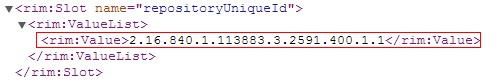 <rim:Slot name="repositoryUniqueId">
<rim:ValueList>
<rim:Value>2.16.840.1.113883.3.2591.400.1.1</rim:Value>
</rim:ValueList>
</rim:Slot>